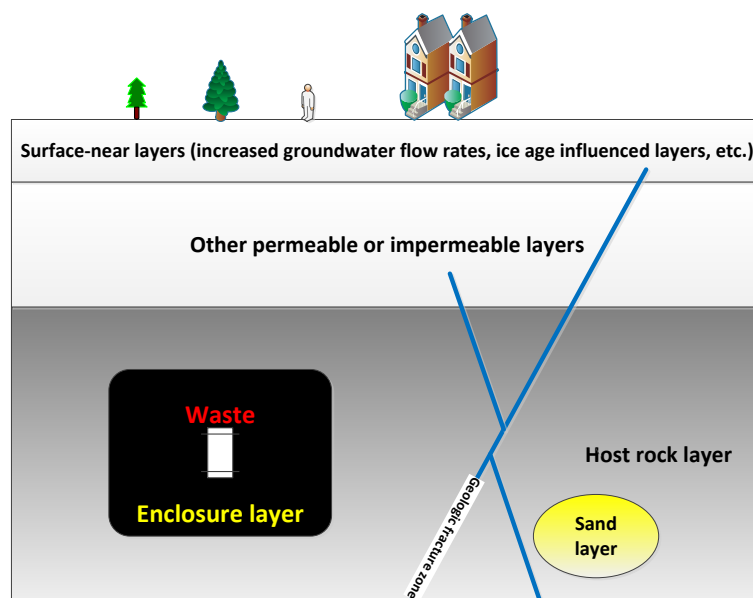 Surface-near layers (increased groundwater flow rates, ice age influenced layers, etc.)
Other permeable or impermeable layers
Waste
Enclosure layer
Host rock layer
Geologic fracture zone
Sand
layer